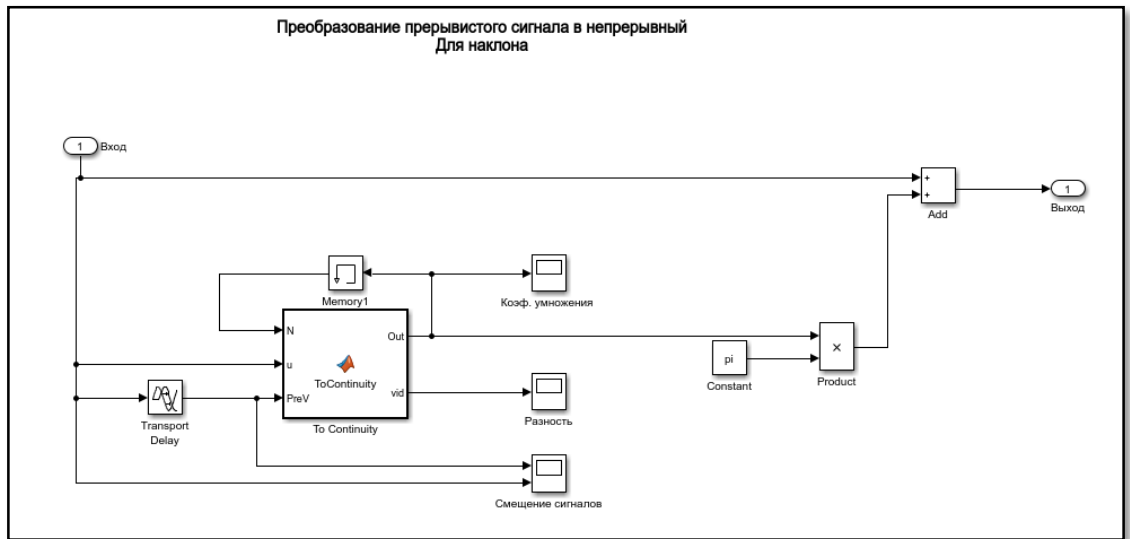 Преобразование прерывистого сигнала в непрерывный
Для наклона
1
Вход
+
+
Add
1
Выход
Memory1
Коэф. умножения
N
Out
u
ToContinuity
PreV
vid
To Continuity
pi
Constant
×
Product
Transport
Delay
Разность
Смещение сигналов